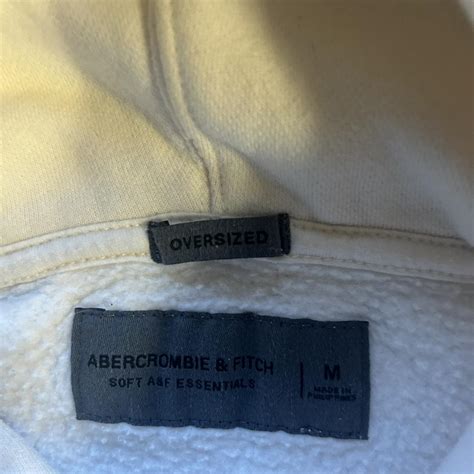 OVERSIZED
ABERCROMBIE & FITCH
SOFT A&F ESSENTIALS
M
MADE IN
PHILIPPINES